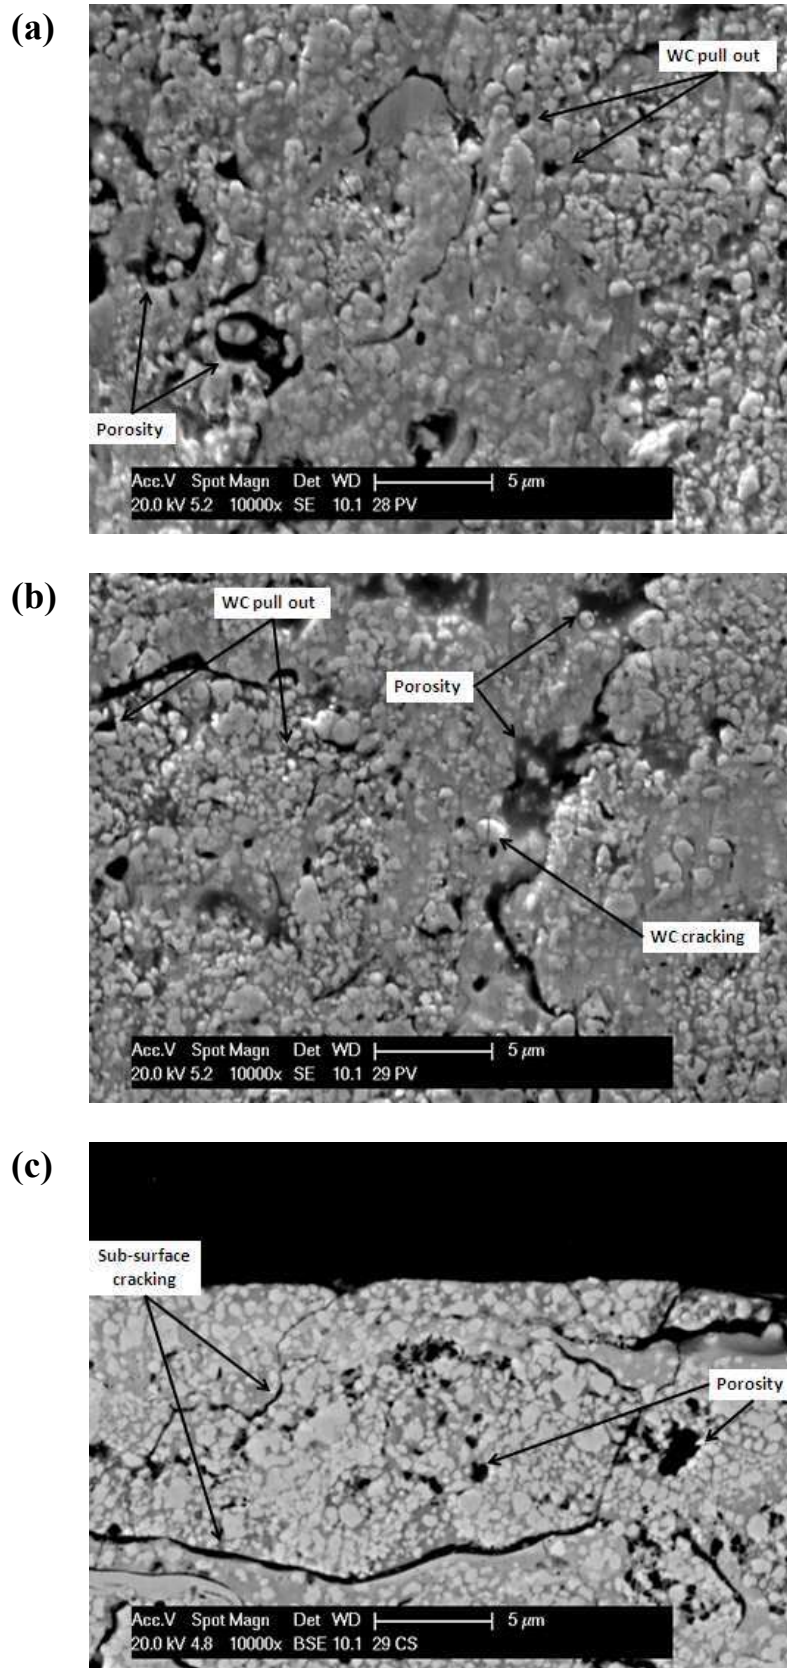 (a)
WC pull out
Porosity
Acc.V Spot Magn Det WD 5 µm
20.0 kV 5.2 10000x SE 10.1 28 PV
(b)
WC pull out
Porosity
WC cracking
Acc.V Spot Magn Det WD 5 µm
20.0 kV 5.2 10000x SE 10.1 29 PV
(c)
Sub-surface
cracking
Porosity
Acc.V Spot Magn Det WD 5 µm
20.0 kV 4.8 10000x BSE 10.1 29 CS